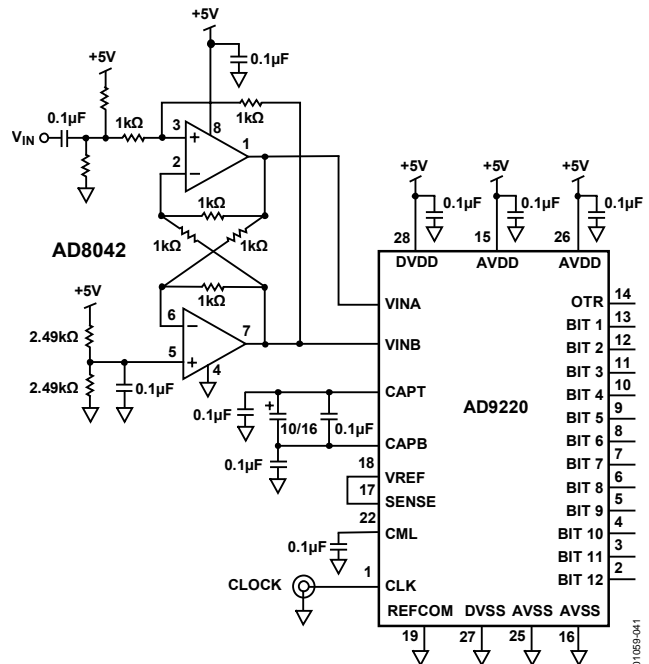 +5V
+5V
0.1µF
0.1µF
1kΩ
1kΩ
VIN
3
8
1
2
1kΩ
1kΩ
1kΩ
AD8042
1kΩ
+5V
2.49kΩ
2.49kΩ
6
7
5
4
0.1µF
+5V
+5V
+5V
0.1µF
0.1µF
0.1µF
28
15
26
DVDD
AVDD
AVDD
VINA
VINB
CAPT
CAPB
0.1µF
+
10/16
0.1µF
0.1µF
18
VREF
17
SENSE
22
CML
0.1µF
1
CLOCK
CLK
AD9220
OTR
14
BIT 1
13
BIT 2
12
BIT 3
11
BIT 4
10
BIT 5
9
BIT 6
8
BIT 7
7
BIT 8
6
BIT 9
5
BIT 10
4
BIT 11
3
BIT 12
2
REFCOM
DVSS
AVSS
AVSS
19
27
25
16
01059-041